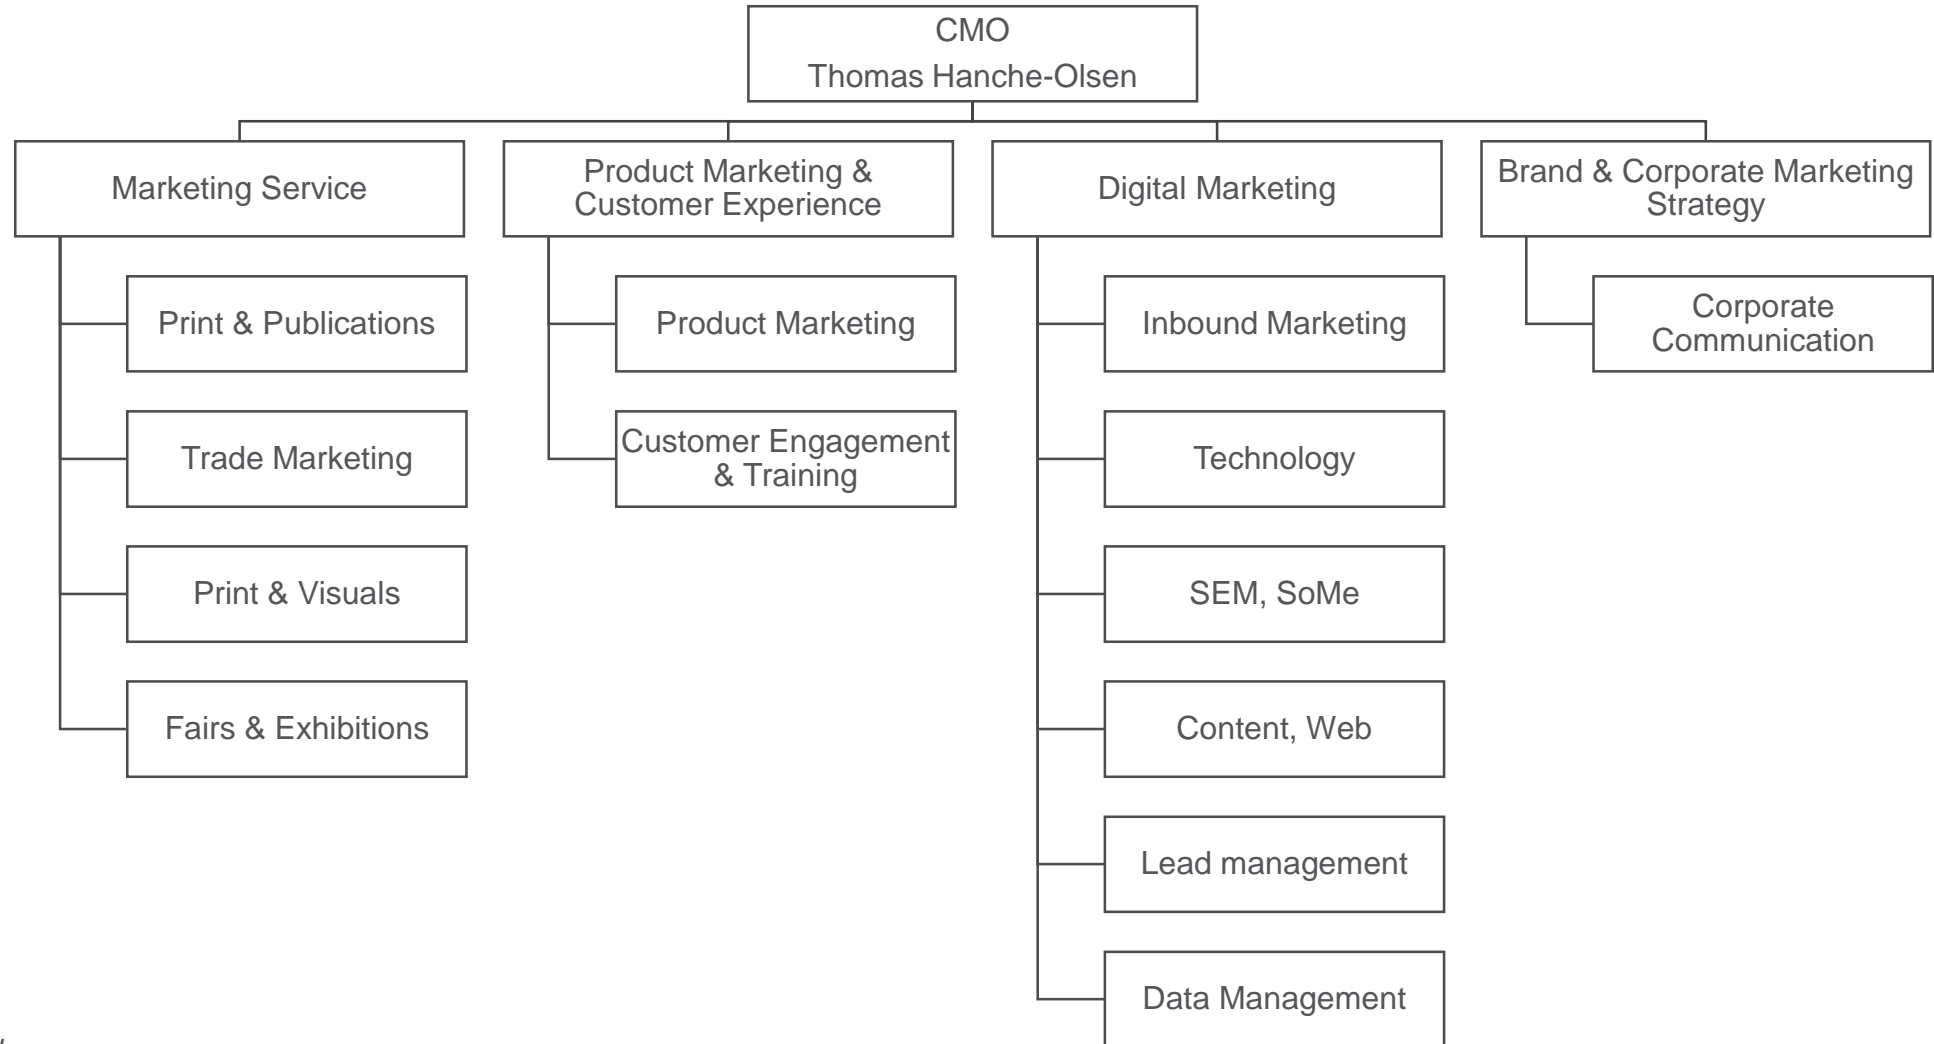 CMO
Thomas Hanche-Olsen
Marketing Service
Product Marketing &
Customer Experience
Digital Marketing
Brand & Corporate Marketing
Strategy
Print & Publications
Trade Marketing
Print & Visuals
Fairs & Exhibitions
Product Marketing
Customer Engagement
& Training
Inbound Marketing
Technology
SEM, SoMe
Content, Web
Lead management
Data Management
Corporate
Communication